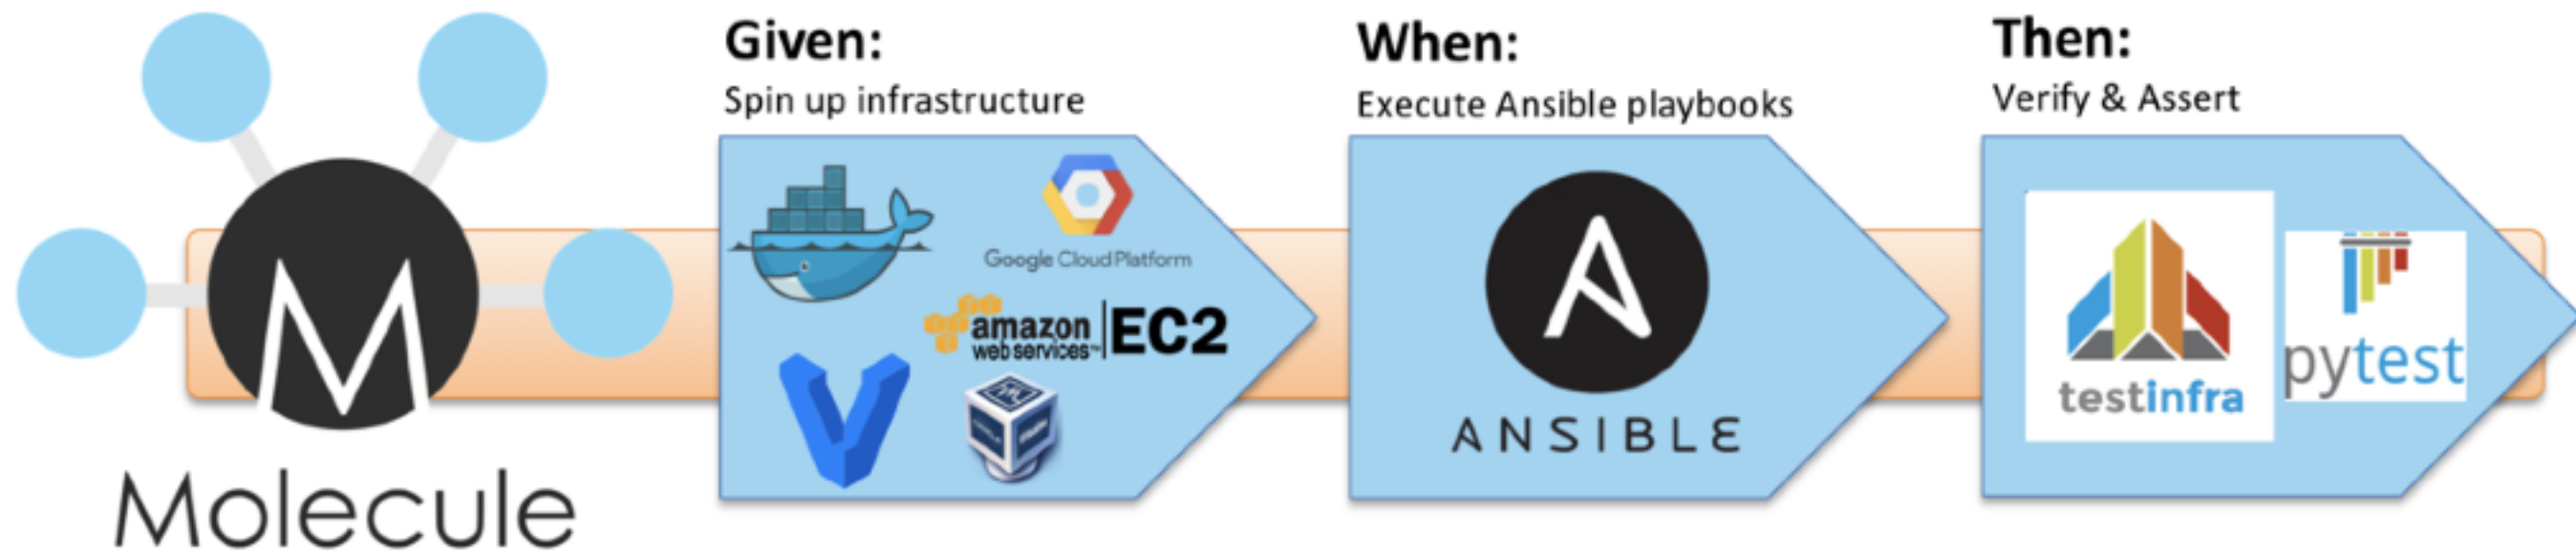 Molecule
Given:
Spin up infrastructure
Google Cloud Platform
amazon
web services™
EC2
When:
Execute Ansible playbooks
ANSIBLE
Then:
Verify & Assert
testinfra
pytest